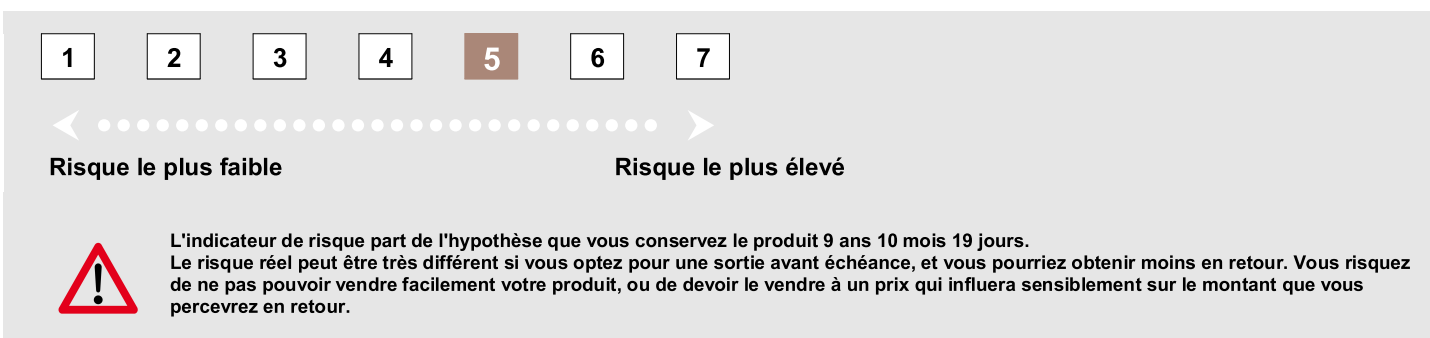 1 2 3 4 5 6 7
Risque le plus faible Risque le plus élevé
L'indicateur de risque part de l'hypothèse que vous conservez le produit 9 ans 10 mois 19 jours.
Le risque réel peut être très différent si vous optez pour une sortie avant échéance, et vous pourriez obtenir moins en retour. Vous risquez
de ne pas pouvoir vendre facilement votre produit, ou de devoir le vendre à un prix qui influera sensiblement sur le montant que vous
percevrez en retour.